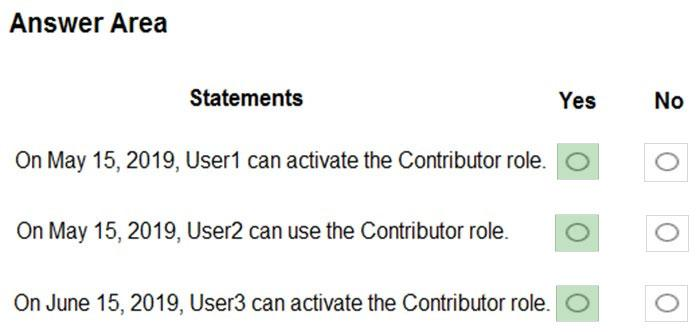 Answer Area
Statements Yes No
On May 15, 2019, User1 can activate the Contributor role.
On May 15, 2019, User2 can use the Contributor role.
On June 15, 2019, User3 can activate the Contributor role.